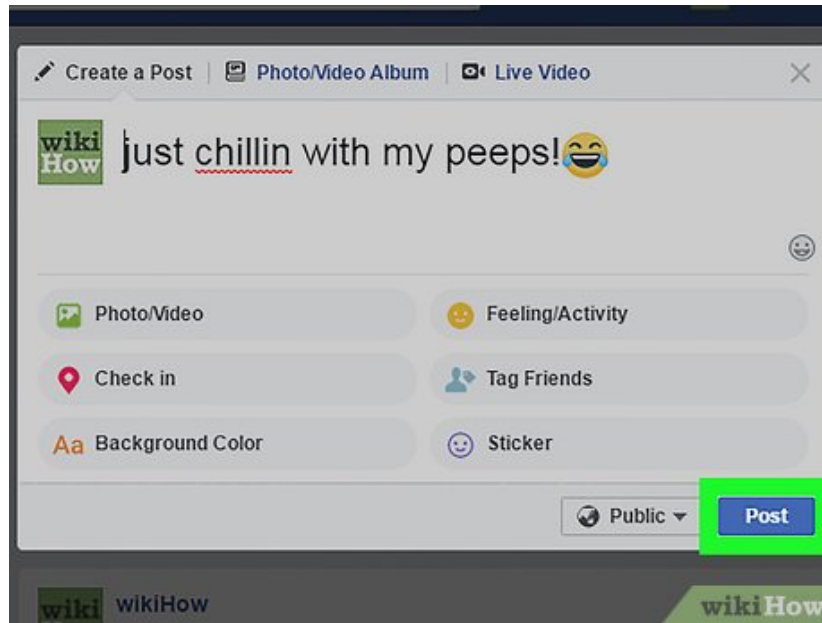 Create a Post | Photo/Video Album | Live Video
wiki
How
just chillin with my peeps!😂
Photo/Video
Feeling/Activity
Check in
Tag Friends
Aa Background Color
Sticker
Public
Post
wiki
wikiHow
wikiHow